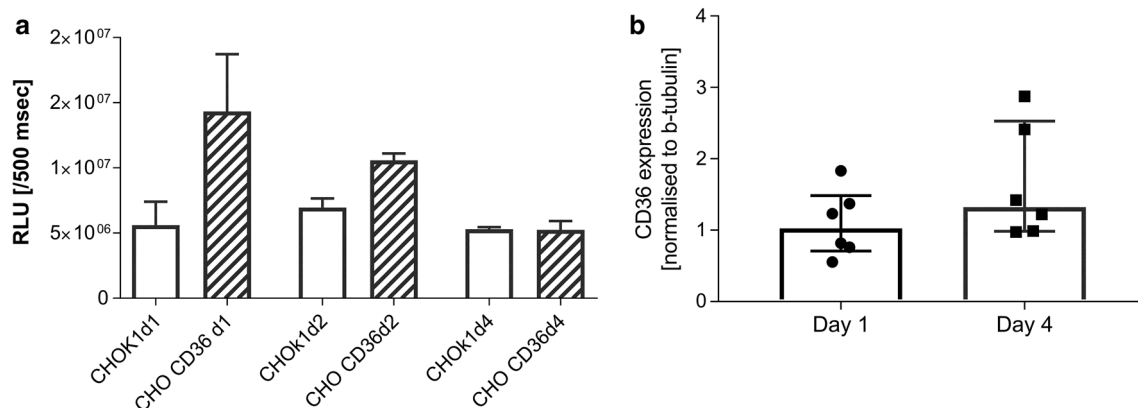 a
RLU [/500 msec]
2×10⁰⁷
2×10⁰⁷
1×10⁰⁷
5×10⁰⁶
0
CHOK1d1
CHO CD36 d1
CHOk1d2
CHO CD36d2
CHOk1d4
CHO CD36d4
b
CD36 expression
[normalised to b-tubulin]
4
3
2
1
0
Day 1
Day 4